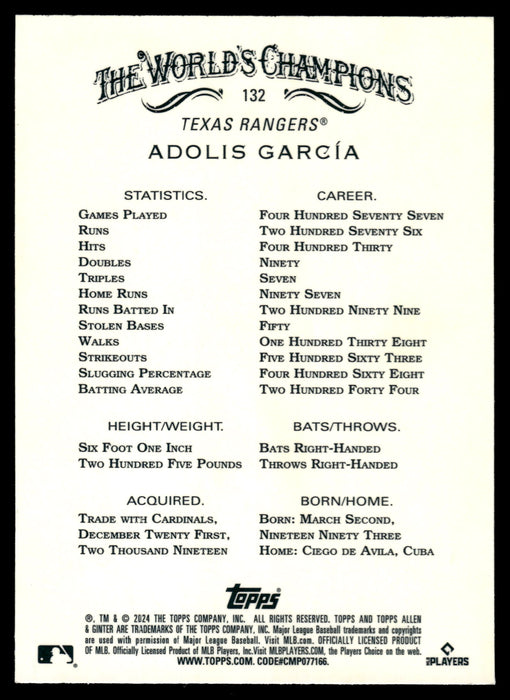 THE WORLD'S CHAMPIONS
132
TEXAS RANGERS®
ADOLIS GARCÍA
STATISTICS. CAREER.
GAMES PLAYED FOUR HUNDRED SEVENTY SEVEN
RUNS TWO HUNDRED SEVENTY SIX
HITS FOUR HUNDRED THIRTY
DOUBLES NINETY
TRIPLES SEVEN
HOME RUNS NINETY SEVEN
RUNS BATTED IN TWO HUNDRED NINETY NINE
STOLEN BASES FIFTY
WALKS ONE HUNDRED THIRTY EIGHT
STRIKEOUTS FIVE HUNDRED SIXTY THREE
SLUGGING PERCENTAGE FOUR HUNDRED SIXTY EIGHT
BATTING AVERAGE TWO HUNDRED FORTY FOUR
HEIGHT/WEIGHT. BATS/THROWS.
SIX FOOT ONE INCH BATS RIGHT-HANDED
TWO HUNDRED FIVE POUNDS THROWS RIGHT-HANDED
ACQUIRED. BORN/HOME.
TRADE WITH CARDINALS, BORN: MARCH SECOND,
DECEMBER TWENTY FIRST, NINETEEN NINETY THREE
TWO THOUSAND NINETEEN HOME: CIEGO DE AVILA, CUBA
Topps®
®, TM & © 2024 THE TOPPS COMPANY, INC. ALL RIGHTS RESERVED. TOPPS AND TOPPS ALLEN
& GINTER ARE TRADEMARKS OF THE TOPPS COMPANY, INC. Major League Baseball trademarks and copyrights
are used with permission of Major League Baseball. Visit MLB.com. OFFICIALLY LICENSED PRODUCT
OF MLB. Officially Licensed Product of MLB Players, Inc. Visit MLBPLAYERS.COM, the Players Choice on the web.
WWW.TOPPS.COM. CODE#CMP077166.
MLB PLAYERS